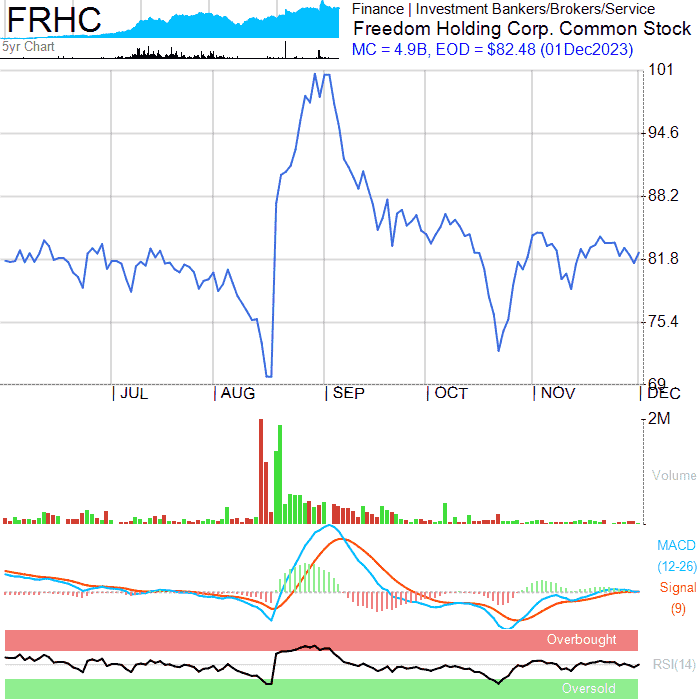 FRHC
Finance | Investment Bankers/Brokers/Service
Freedom Holding Corp. Common Stock
5yr Chart
MC = 4.9B, EOD = $82.48 (01Dec2023)
101
94.6
88.2
81.8
75.4
69
JUL AUG SEP OCT NOV DEC
2M
Volume
MACD
(12-26)
Signal
(9)
Overbought
RSI(14)
Oversold